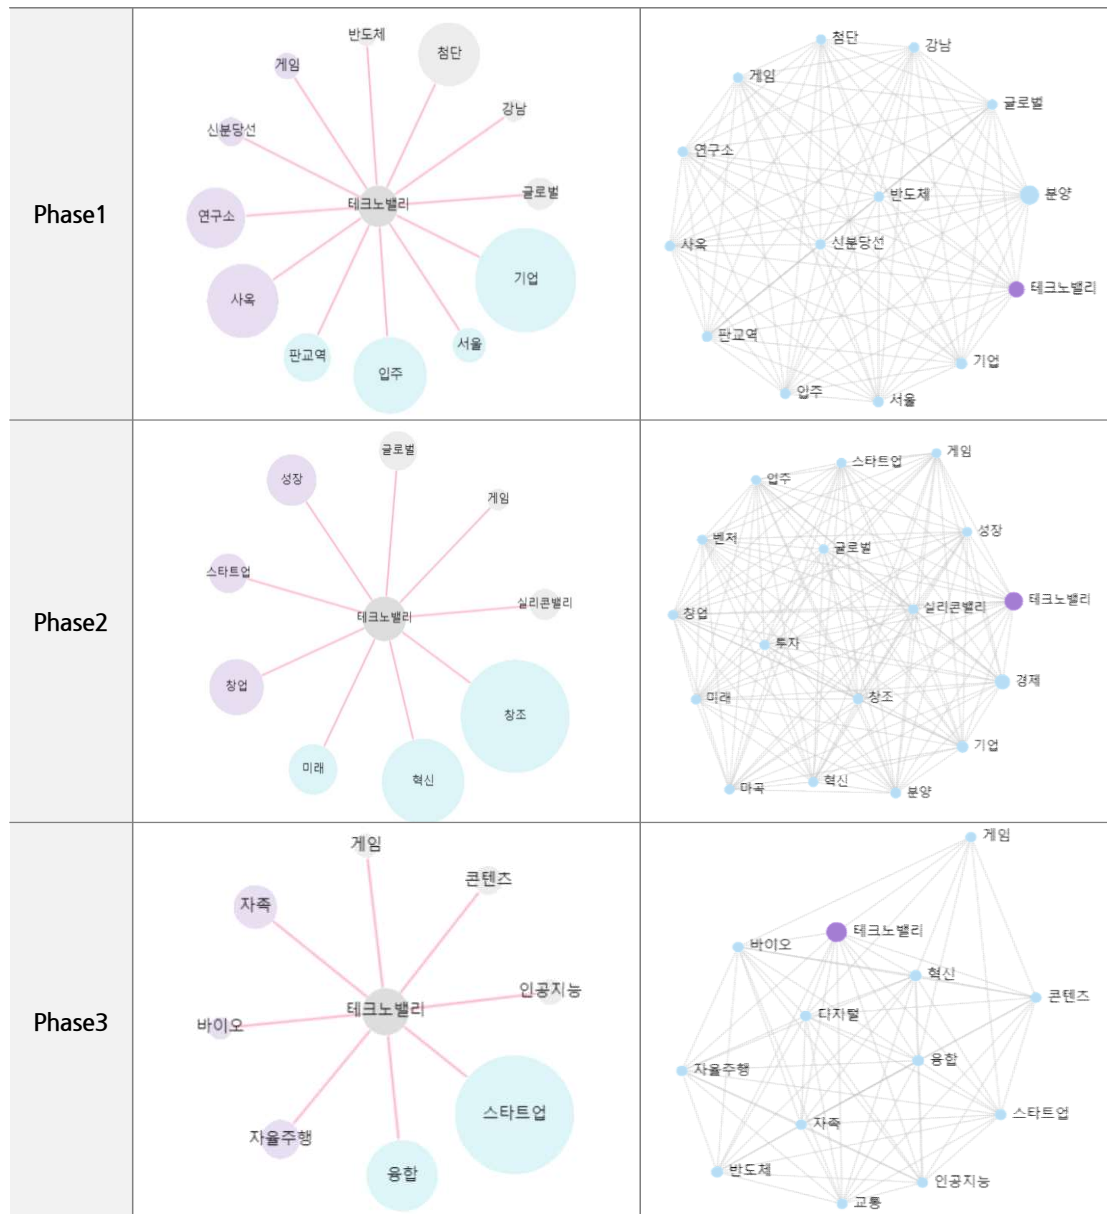 Phase1
반도체
첨단
게임
강남
신분당선
글로벌
테크노밸리
연구소
기업
사옥
서울
판교역
입주
첨단
강남
게임
글로벌
연구소
반도체
분양
신분당선
사옥
테크노밸리
판교역
기업
입주
서울
Phase2
글로벌
성장
게임
스타트업
실리콘밸리
테크노밸리
창업
창조
미래
혁신
게임
스타트업
입주
성장
벤처
글로벌
테크노밸리
실리콘밸리
창업
투자
경제
미래
창조
기업
혁신
마곡
분양
Phase3
게임
콘텐츠
자족
인공지능
테크노밸리
바이오
스타트업
자율주행
융합
게임
테크노밸리
바이오
혁신
콘텐츠
디지털
융합
자율주행
스타트업
자족
반도체
인공지능
교통